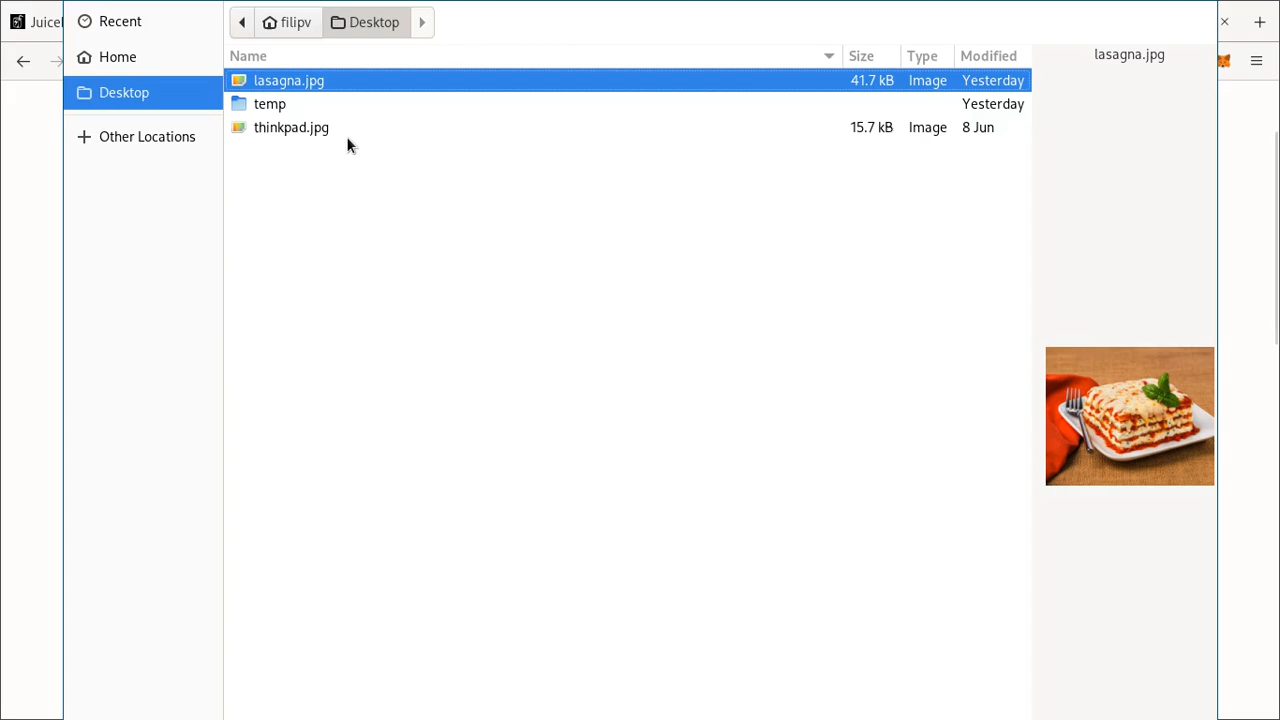 Juicel
Recent
filipv
Desktop
Home
Desktop
Other Locations
Name Size Type Modified
lasagna.jpg 41.7 kB Image Yesterday
temp Yesterday
thinkpad.jpg 15.7 kB Image 8 Jun
lasagna.jpg